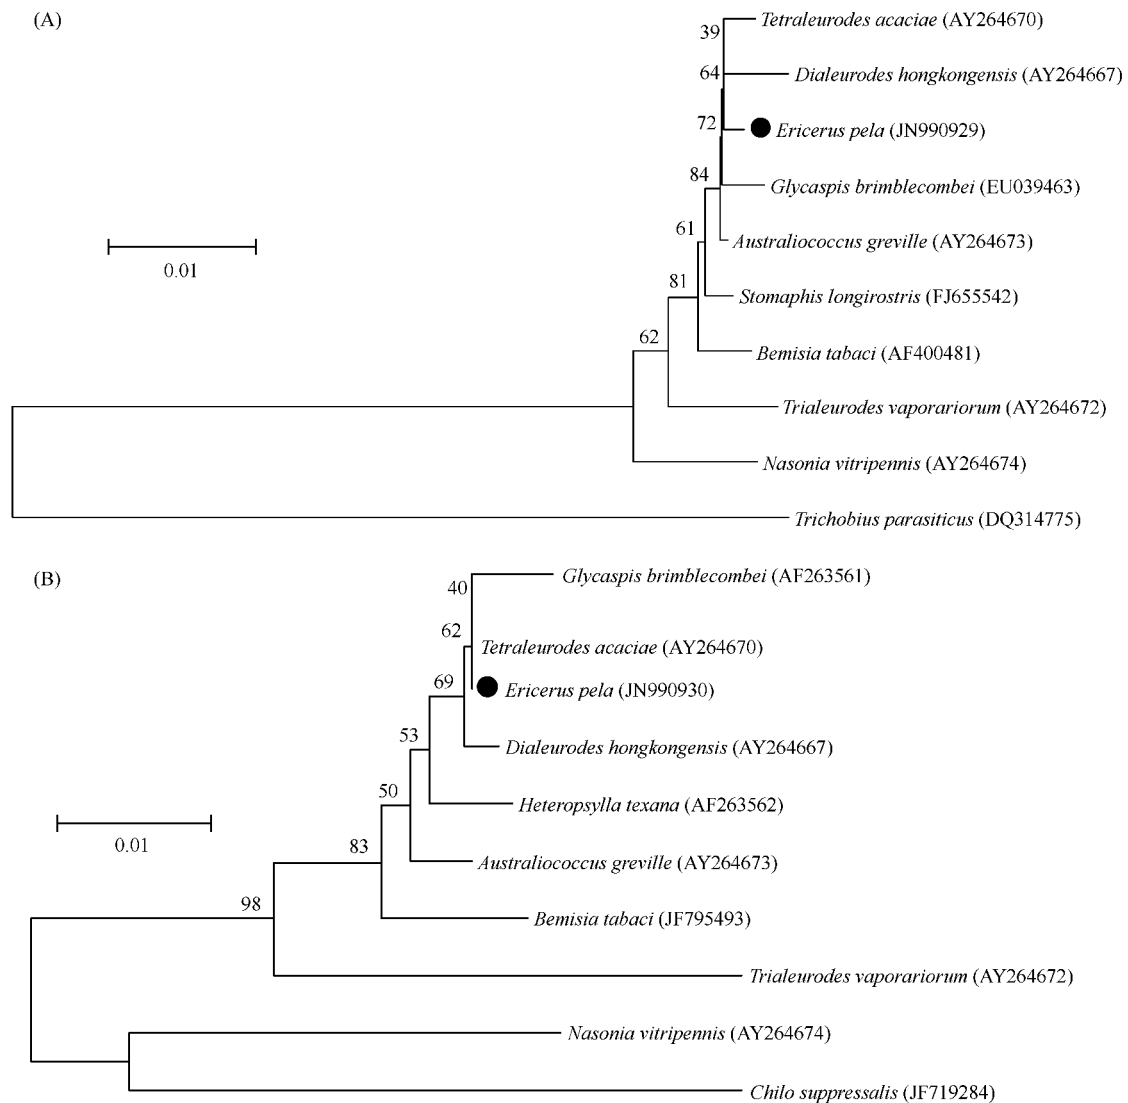 (A)
39
Tetraleurodes acaciae (AY264670)
64
Dialeurodes hongkongensis (AY264667)
72
Ericerus pela (JN990929)
84
Glycaspis brimblecombei (EU039463)
61
Australiococcus greville (AY264673)
0.01
81
Stomaphis longirostris (FJ655542)
62
Bemisia tabaci (AF400481)
Trialeurodes vaporariorum (AY264672)
Nasonia vitripennis (AY264674)
Trichobius parasiticus (DQ314775)
(B)
Glycaspis brimblecombei (AF263561)
40
62
Tetraleurodes acaciae (AY264670)
69
Ericerus pela (JN990930)
53
Dialeurodes hongkongensis (AY264667)
50
Heteropsylla texana (AF263562)
0.01
83
Australiococcus greville (AY264673)
98
Bemisia tabaci (JF795493)
Trialeurodes vaporariorum (AY264672)
Nasonia vitripennis (AY264674)
Chilo suppressalis (JF719284)